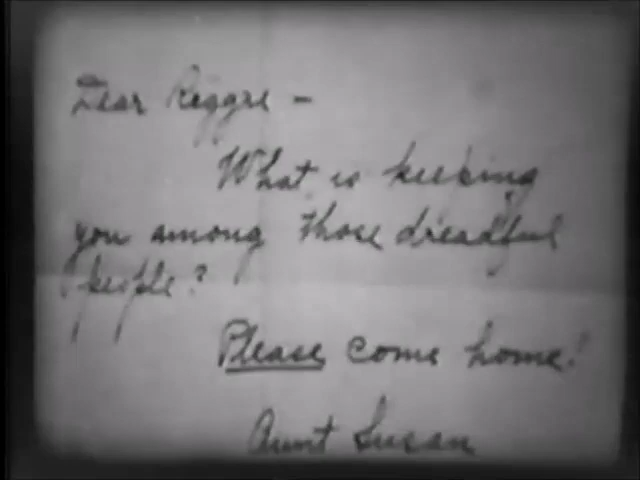 Dear Reggie -
What is keeping
you among those dreadful
people?
Please come home!
Aunt Susan